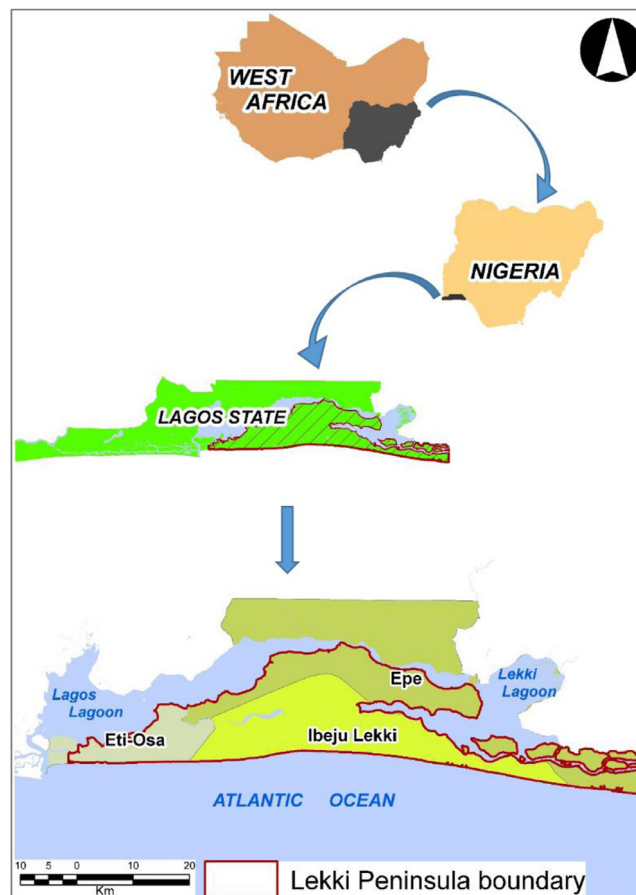 WEST
AFRICA
NIGERIA
LAGOS STATE
Lagos
Lagoon
Lekki
Lagoon
Epe
Eti-Osa
Ibeju Lekki
ATLANTIC OCEAN
10 5 0 10 20
Km
Lekki Peninsula boundary